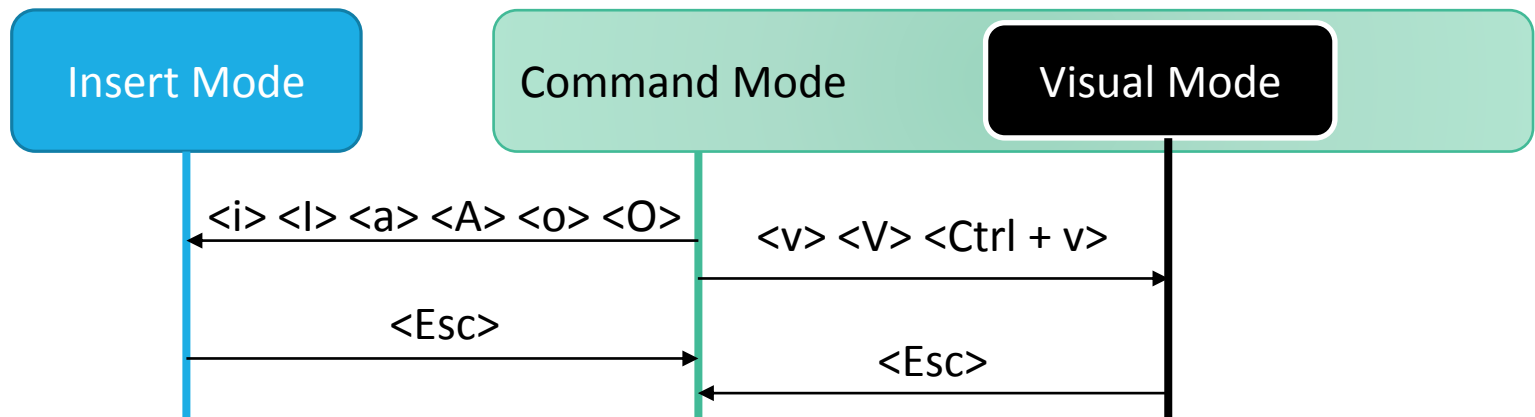 Insert Mode
Command Mode
Visual Mode
<i> <I> <a> <A> <o> <O>
<v> <V> <Ctrl + v>
<Esc>
<Esc>